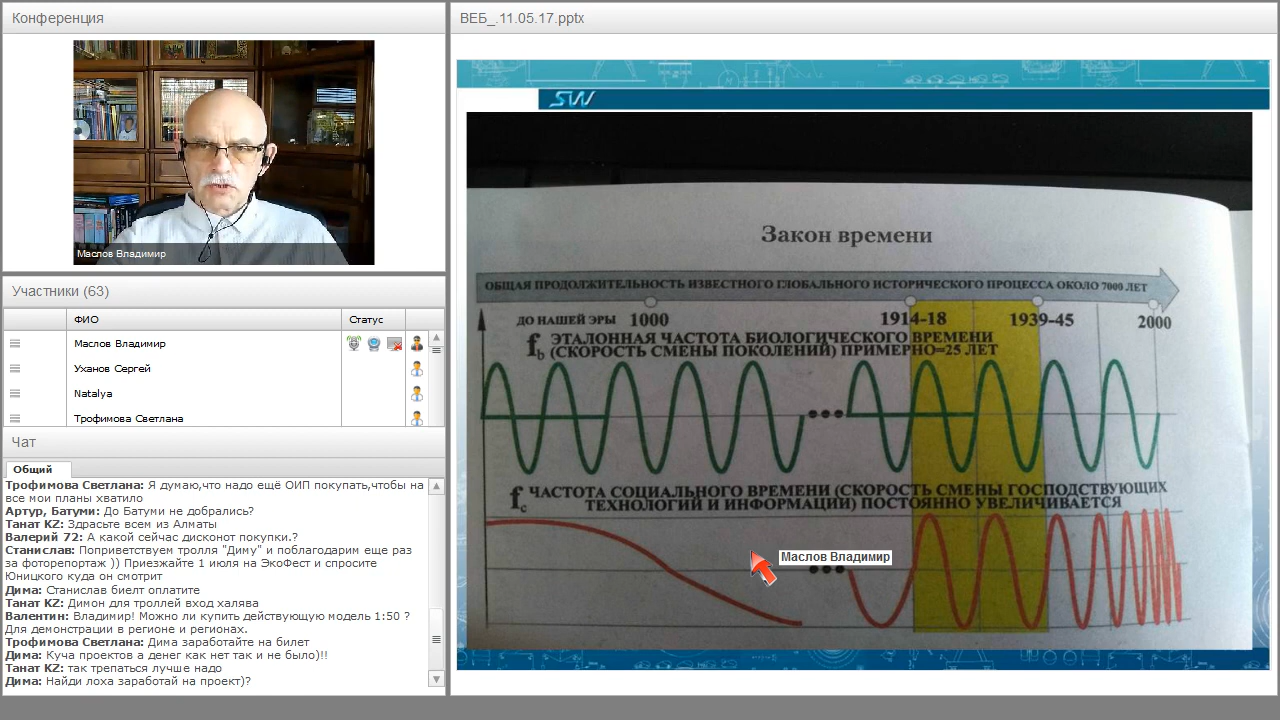 Конференция
Маслов Владимир
Участники (63)
ФИО
Статус
Маслов Владимир
Уханов Сергей
Natalya
Трофимова Светлана
Чат
Общий
Трофимова Светлана: Я думаю,что надо ещё ОИП покупать,чтобы на
все мои планы хватило
Артур, Батуми: До Батуми не добрались?
Танат KZ: Здрасьте всем из Алматы
Валерий 72: А какой сейчас дисконот покупки.?
Станислав: Поприветствуем тролля "Диму" и поблагодарим еще раз
за фотомонтаж )) Приезжай 1 июля на ЭкоФест и спросите
Юницкого куда он смотрит
Дима: Станислав биелт оплатите
Танат KZ: Димон для троллей вход халява
Валентин: Владимир! Можно ли купить действующую модель 1:50 ?
Для демонстрации в регионе и регионах.
Трофимова Светлана: Дима заработайте на билет
Дима: Куча проектов а денег как нет так и не было)!!
Танат KZ: так трепаться лучше надо
Дима: Найди лоха заработай на проект)?
ВЕБ_.11.05.17.pptx
SW
Закон времени
ОБЩАЯ ПРОДОЛЖИТЕЛЬНОСТЬ ИЗВЕСТНОГО ГЛОБАЛЬНОГО ИСТОРИЧЕСКОГО ПРОЦЕССА ОКОЛО 7000 ЛЕТ
ДО НАШЕЙ ЭРЫ 1000 1914-18 1939-45 2000
fb ЭТАЛОННАЯ ЧАСТОТА БИОЛОГИЧЕСКОГО ВРЕМЕНИ
(СКОРОСТЬ СМЕНЫ ПОКОЛЕНИЙ) ПРИМЕРНО=25 ЛЕТ
fc ЧАСТОТА СОЦИАЛЬНОГО ВРЕМЕНИ (СКОРОСТЬ СМЕНЫ ГОСПОДСТВУЮЩИХ
ТЕХНОЛОГИЙ И ИНФОРМАЦИИ) ПОСТОЯННО УВЕЛИЧИВАЕТСЯ
Маслов Владимир